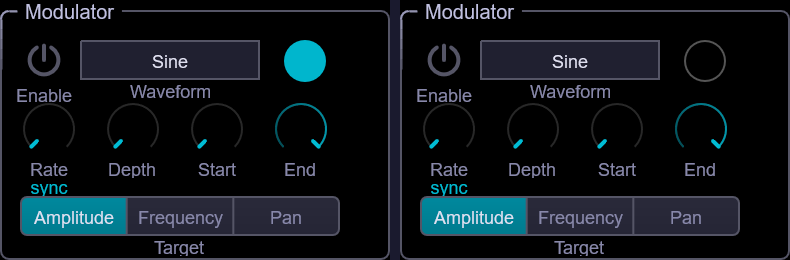 Modulator
Sine
Enable
Waveform
Rate Depth Start End
sync
Amplitude Frequency Pan
Target
Modulator
Sine
Enable
Waveform
Rate Depth Start End
sync
Amplitude Frequency Pan
Target